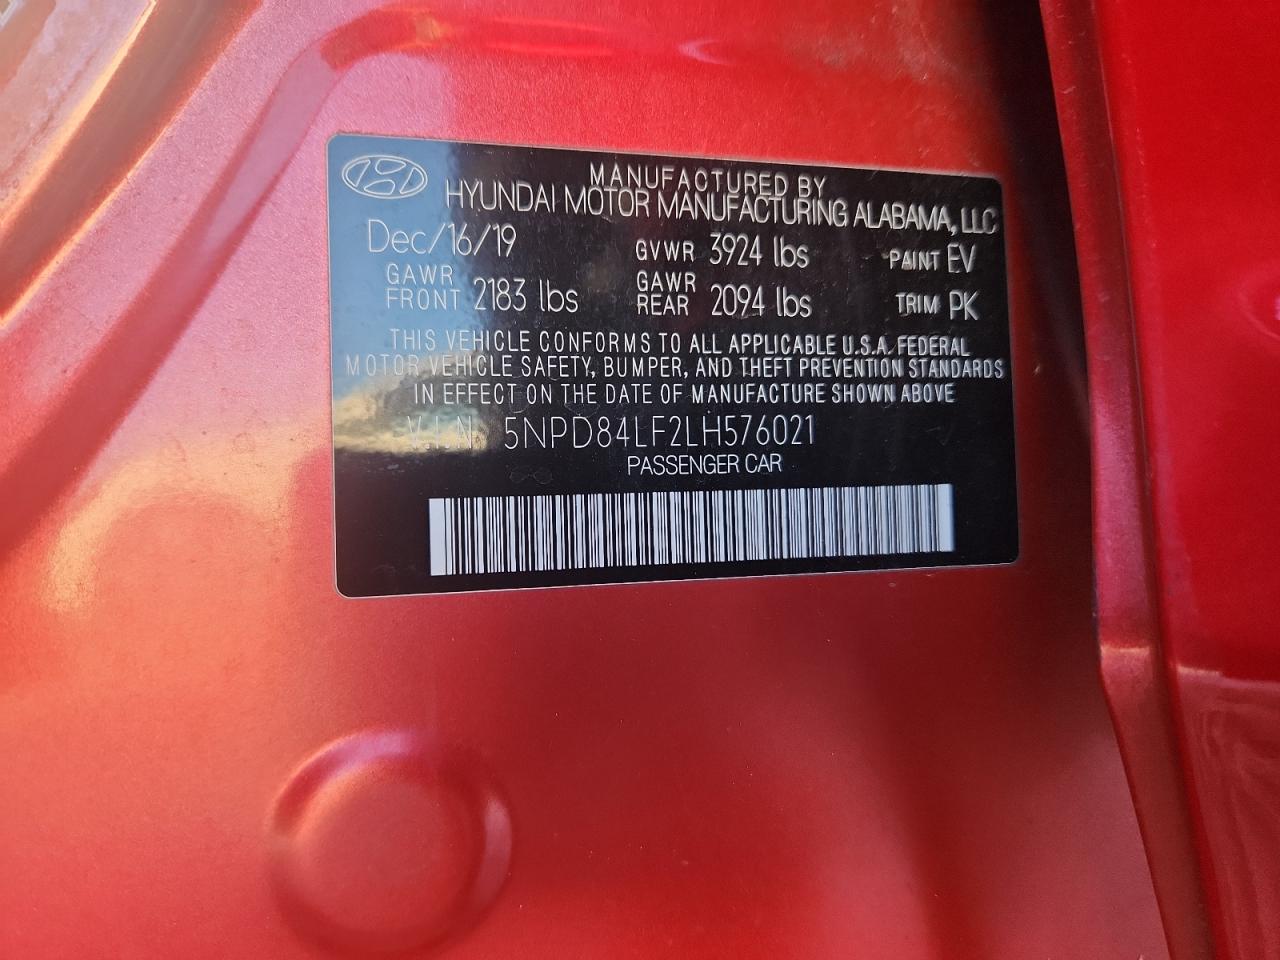 MANUFACTURED BY
HYUNDAI MOTOR MANUFACTURING ALABAMA, LLC
Dec/16/19 GVWR 3924 lbs PAINT EV
GAWR FRONT 2183 lbs GAWR REAR 2094 lbs TRIM PK
THIS VEHICLE CONFORMS TO ALL APPLICABLE U.S.A. FEDERAL
MOTOR VEHICLE SAFETY, BUMPER, AND THEFT PREVENTION STANDARDS
IN EFFECT ON THE DATE OF MANUFACTURE SHOWN ABOVE
V.I.N 5NPD84LF2LH576021
PASSENGER CAR